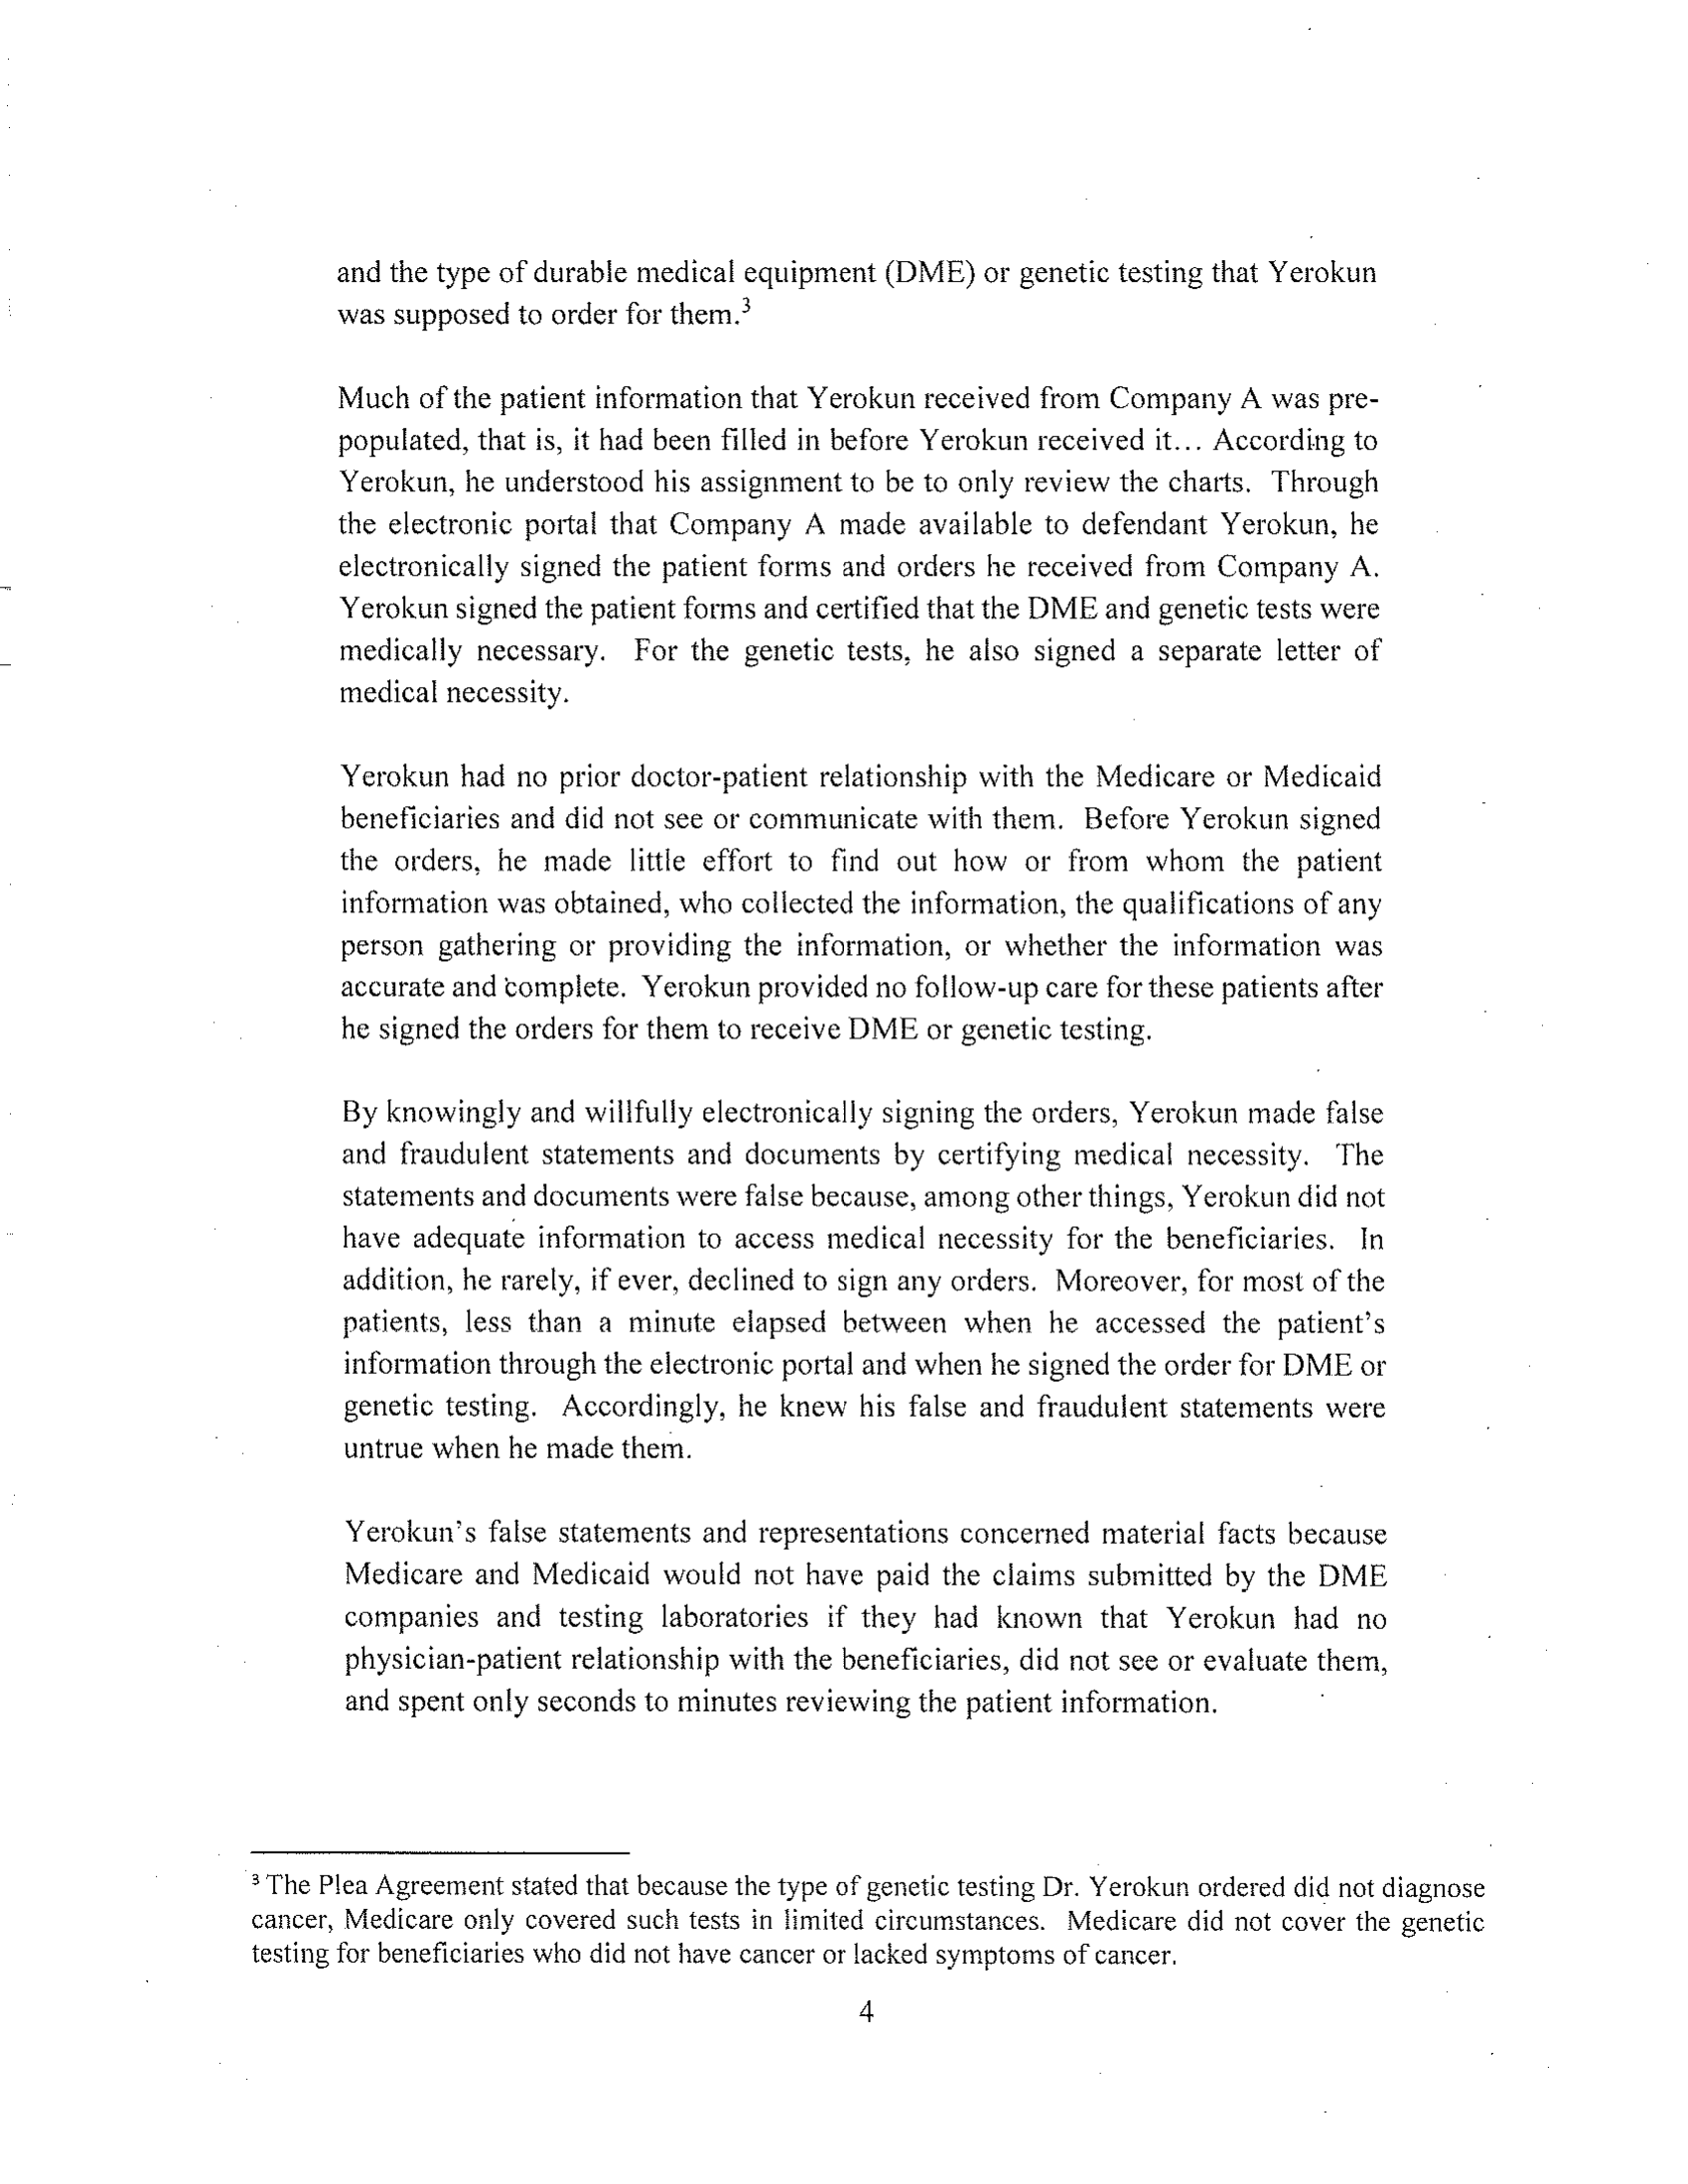 and the type of durable medical equipment (DME) or genetic testing that Yerokun
was supposed to order for them.³
Much of the patient information that Yerokun received from Company A was pre-
populated, that is, it had been filled in before Yerokun received it… According to
Yerokun, he understood his assignment to be to only review the charts. Through
the electronic portal that Company A made available to defendant Yerokun, he
electronically signed the patient forms and orders he received from Company A.
Yerokun signed the patient forms and certified that the DME and genetic tests were
medically necessary. For the genetic tests, he also signed a separate letter of
medical necessity.
Yerokun had no prior doctor-patient relationship with the Medicare or Medicaid
beneficiaries and did not see or communicate with them. Before Yerokun signed
the orders, he made little effort to find out how or from whom the patient
information was obtained, who collected the information, the qualifications of any
person gathering or providing the information, or whether the information was
accurate and complete. Yerokun provided no follow-up care for these patients after
he signed the orders for them to receive DME or genetic testing.
By knowingly and willfully electronically signing the orders, Yerokun made false
and fraudulent statements and documents by certifying medical necessity. The
statements and documents were false because, among other things, Yerokun did not
have adequate information to access medical necessity for the beneficiaries. In
addition, he rarely, if ever, declined to sign any orders. Moreover, for most of the
patients, less than a minute elapsed between when he accessed the patient's
information through the electronic portal and when he signed the order for DME or
genetic testing. Accordingly, he knew his false and fraudulent statements were
untrue when he made them.
Yerokun's false statements and representations concerned material facts because
Medicare and Medicaid would not have paid the claims submitted by the DME
companies and testing laboratories if they had known that Yerokun had no
physician-patient relationship with the beneficiaries, did not see or evaluate them,
and spent only seconds to minutes reviewing the patient information.
³ The Plea Agreement stated that because the type of genetic testing Dr. Yerokun ordered did not diagnose
cancer, Medicare only covered such tests in limited circumstances. Medicare did not cover the genetic
testing for beneficiaries who did not have cancer or lacked symptoms of cancer.
4